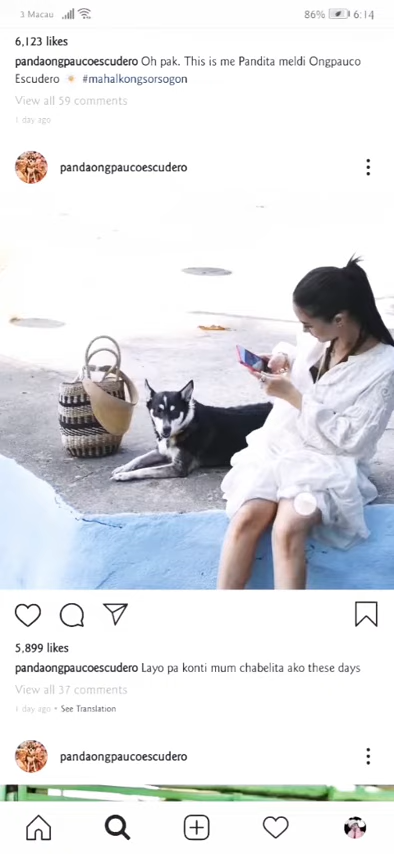 3 Macau 86% 6:14
6,123 likes
pandaongpaucoescudero Oh pak. This is me Pandita meldi Ongpauco
Escudero ☀️ #mahalkongsorsogon
View all 59 comments
1 day ago
pandaongpaucoescudero
5,899 likes
pandaongpaucoescudero Layo pa konti mum chabelita ako these days
View all 37 comments
1 day ago • See Translation
pandaongpaucoescudero